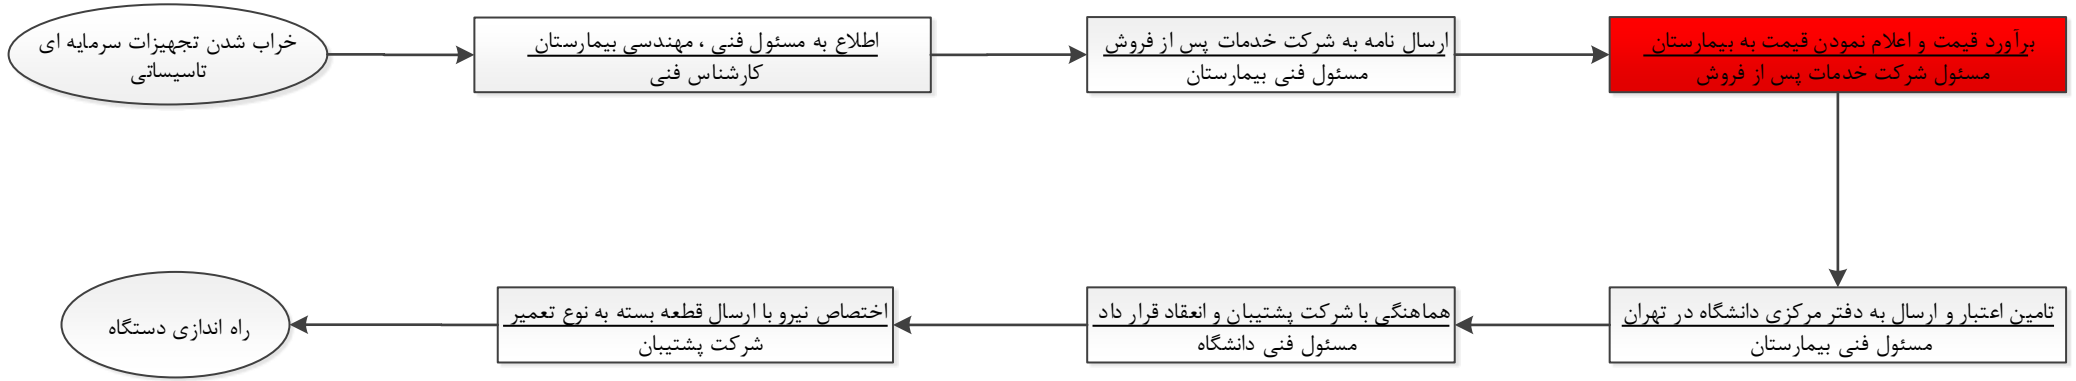 خراب شدن تجهیزات سرمایه ای
تاسیساتی
اطلاع به مسئول فنی ، مهندسی بیمارستان
کارشناس فنی
ارسال نامه به شرکت خدمات پس از فروش
مسئول فنی بیمارستان
برآورد قیمت و اعلام نمودن قیمت به بیمارستان
مسئول شرکت خدمات پس از فروش
تامین اعتبار و ارسال به دفتر مرکزی دانشگاه در تهران
مسئول فنی بیمارستان
هماهنگی با شرکت پشتیبان و انعقاد قرار داد
مسئول فنی دانشگاه
اختصاص نیرو با ارسال قطعه بسته به نوع تعمیر
شرکت پشتیبان
راه اندازی دستگاه